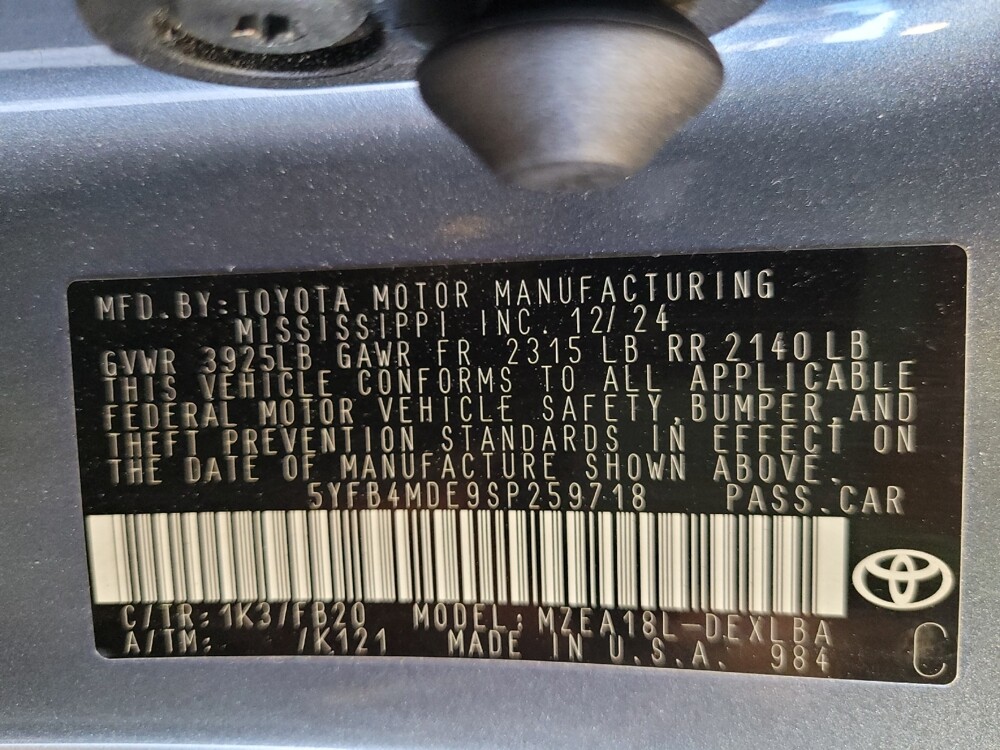 MFD.BY:TOYOTA MOTOR MANUFACTURING
MISSISSIPPI INC. 12/24
GVWR 3925LB GAWR FR 2315 LB RR 2140 LB
THIS VEHICLE CONFORMS TO ALL APPLICABLE
FEDERAL MOTOR VEHICLE SAFETY,BUMPER,AND
THEFT PREVENTION STANDARDS IN EFFECT ON
THE DATE OF MANUFACTURE SHOWN ABOVE.
5YFB4MDE9SP259718 PASS.CAR
C/TR: 1K3/FB20 MODEL:MZEA18L-DEXLBA
A/TM: /K121 MADE IN U.S.A. 984
C